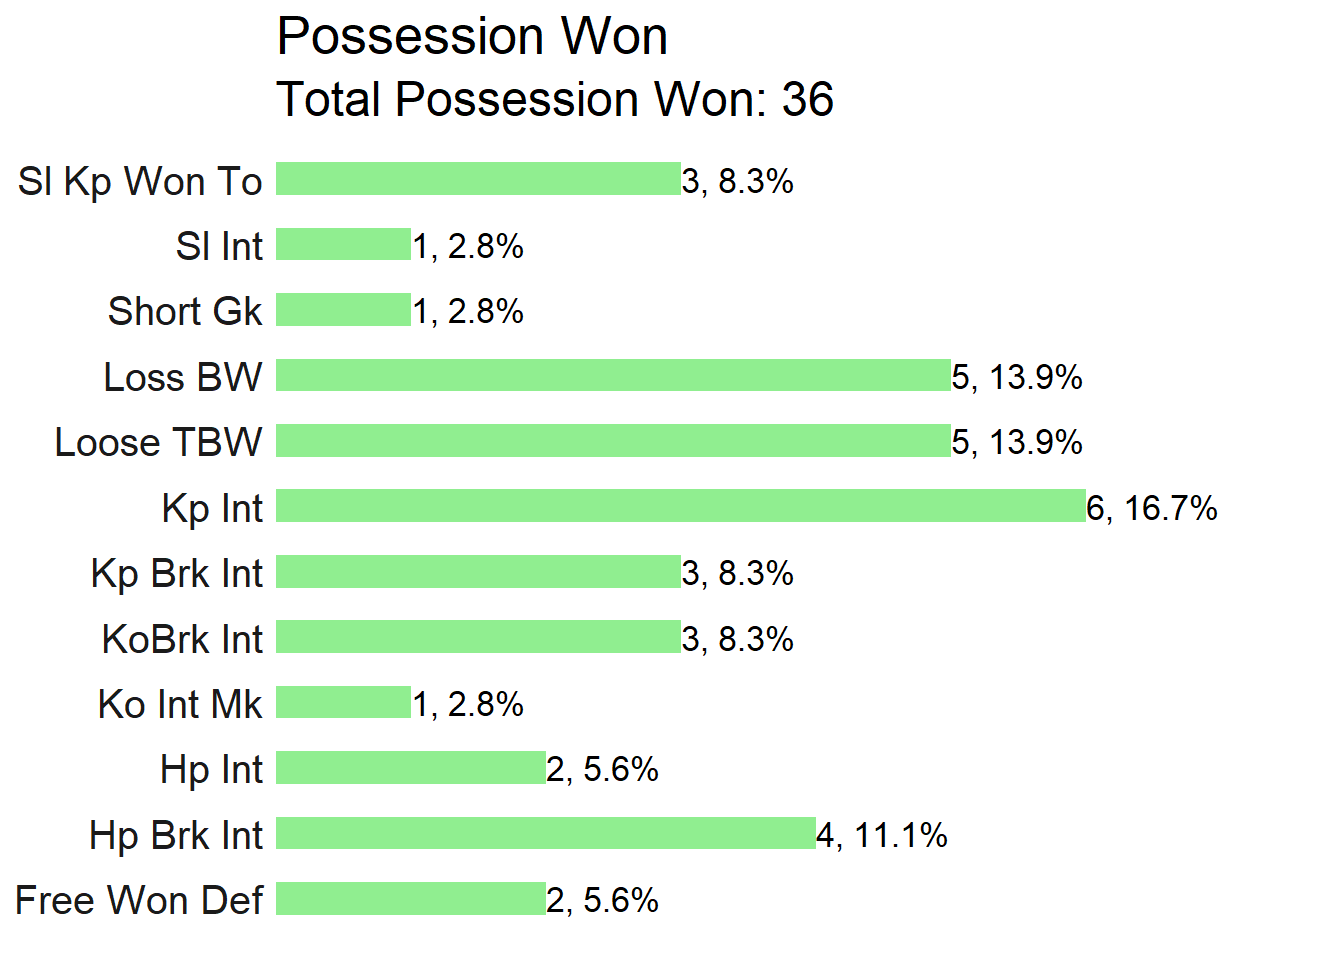 Possession Won
Total Possession Won: 36
Sl Kp Won To 3, 8.3%
Sl Int 1, 2.8%
Short Gk 1, 2.8%
Loss BW 5, 13.9%
Loose TBW 5, 13.9%
Kp Int 6, 16.7%
Kp Brk Int 3, 8.3%
KoBrk Int 3, 8.3%
Ko Int Mk 1, 2.8%
Hp Int 2, 5.6%
Hp Brk Int 4, 11.1%
Free Won Def 2, 5.6%